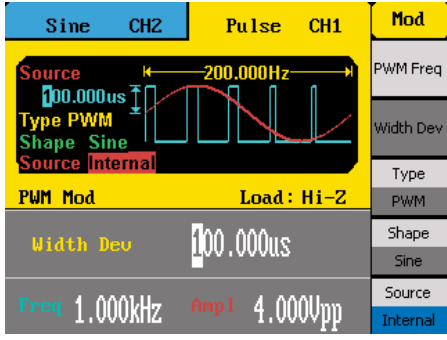 Sine CH2 Pulse CH1 Mod
Source 200.000Hz
100.000us
Type PWM
Shape Sine
Source Internal
PWM Mod Load: Hi-Z
Width Dev 100.000us
Freq 1.000kHz Ampl 4.000Vpp
PWM Freq
Width Dev
Type
PWM
Shape
Sine
Source
Internal